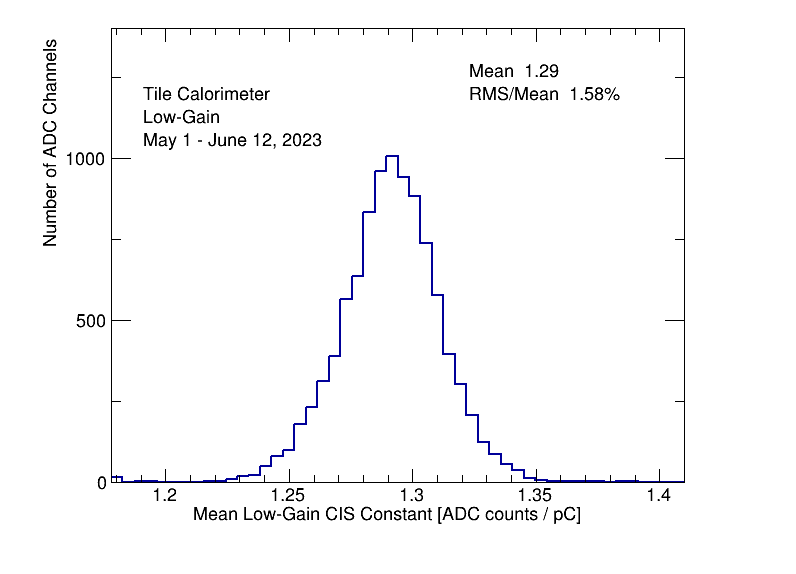 Mean 1.29
RMS/Mean 1.58%
Tile Calorimeter
Low-Gain
May 1 - June 12, 2023
Number of ADC Channels
1000
500
0
1.2 1.25 1.3 1.35 1.4
Mean Low-Gain CIS Constant [ADC counts / pC]